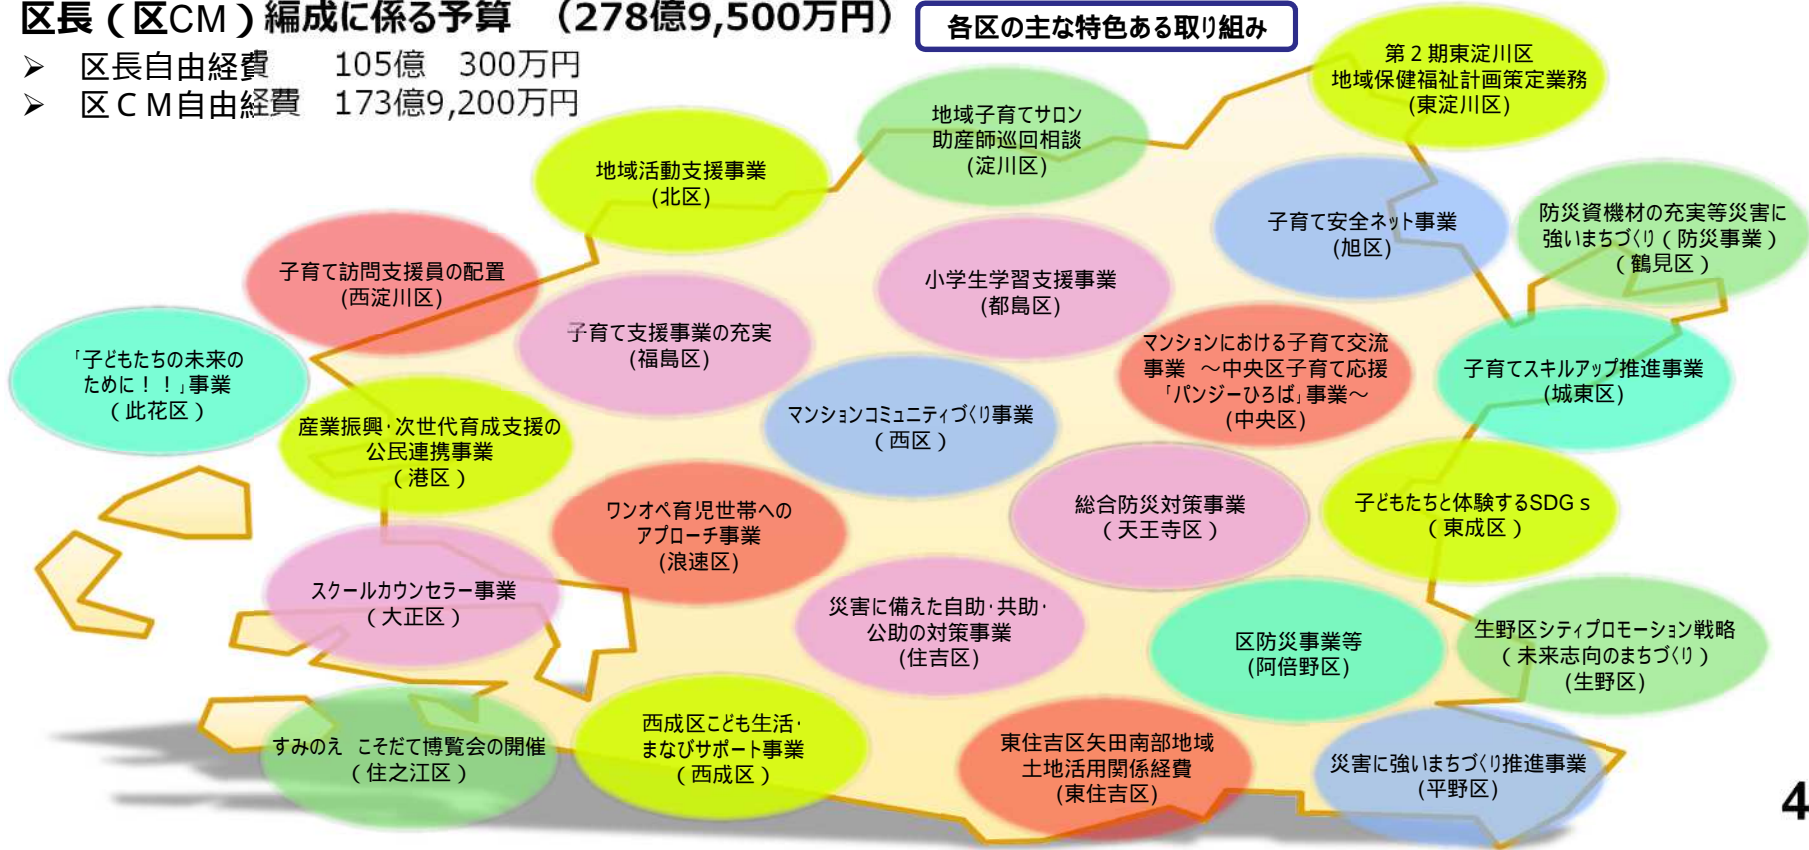 区長（区CM）編成に係る予算　（278億9,500万円）
各区の主な特色ある取り組み
➢　区長自由経費　　105億　300万円
➢　区CM自由経費　173億9,200万円
第2期東淀川区
地域保健福祉計画策定業務
(東淀川区)
地域子育てサロン
助産師巡回相談
(淀川区)
地域活動支援事業
(北区)
子育て安全ネット事業
(旭区)
防災資機材の充実等災害に
強いまちづくり（防災事業）
（鶴見区）
子育て訪問支援員の配置
(西淀川区)
小学生学習支援事業
(都島区)
子育て支援事業の充実
(福島区)
「子どもたちの未来の
ために！！」事業
（此花区）
マンションにおける子育て交流
事業　～中央区子育て応援
「パンジーひろば」事業～
(中央区)
子育てスキルアップ推進事業
(城東区)
マンションコミュニティづくり事業
（西区）
産業振興・次世代育成支援の
公民連携事業
（港区）
ワンオペ育児世帯への
アプローチ事業
(浪速区)
総合防災対策事業
（天王寺区）
子どもたちと体験するSDGｓ
（東成区）
スクールカウンセラー事業
（大正区）
災害に備えた自助・共助・
公助の対策事業
(住吉区)
区防災事業等
(阿倍野区)
生野区シティプロモーション戦略
（未来志向のまちづくり）
(生野区)
すみのえ　こそだて博覧会の開催
（住之江区）
西成区こども生活・
まなびサポート事業
（西成区）
東住吉区矢田南部地域
土地活用関係経費
(東住吉区)
災害に強いまちづくり推進事業
(平野区)
4